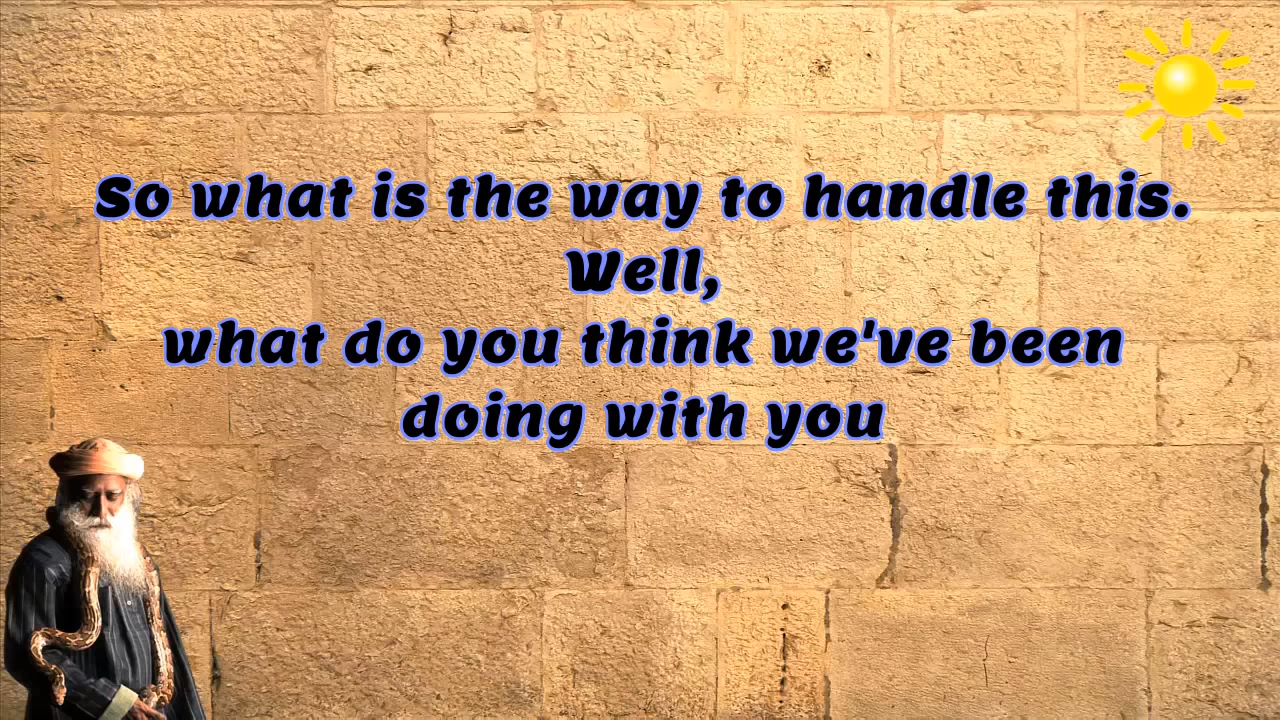 So what is the way to handle this.
Well,
what do you think we've been
doing with you